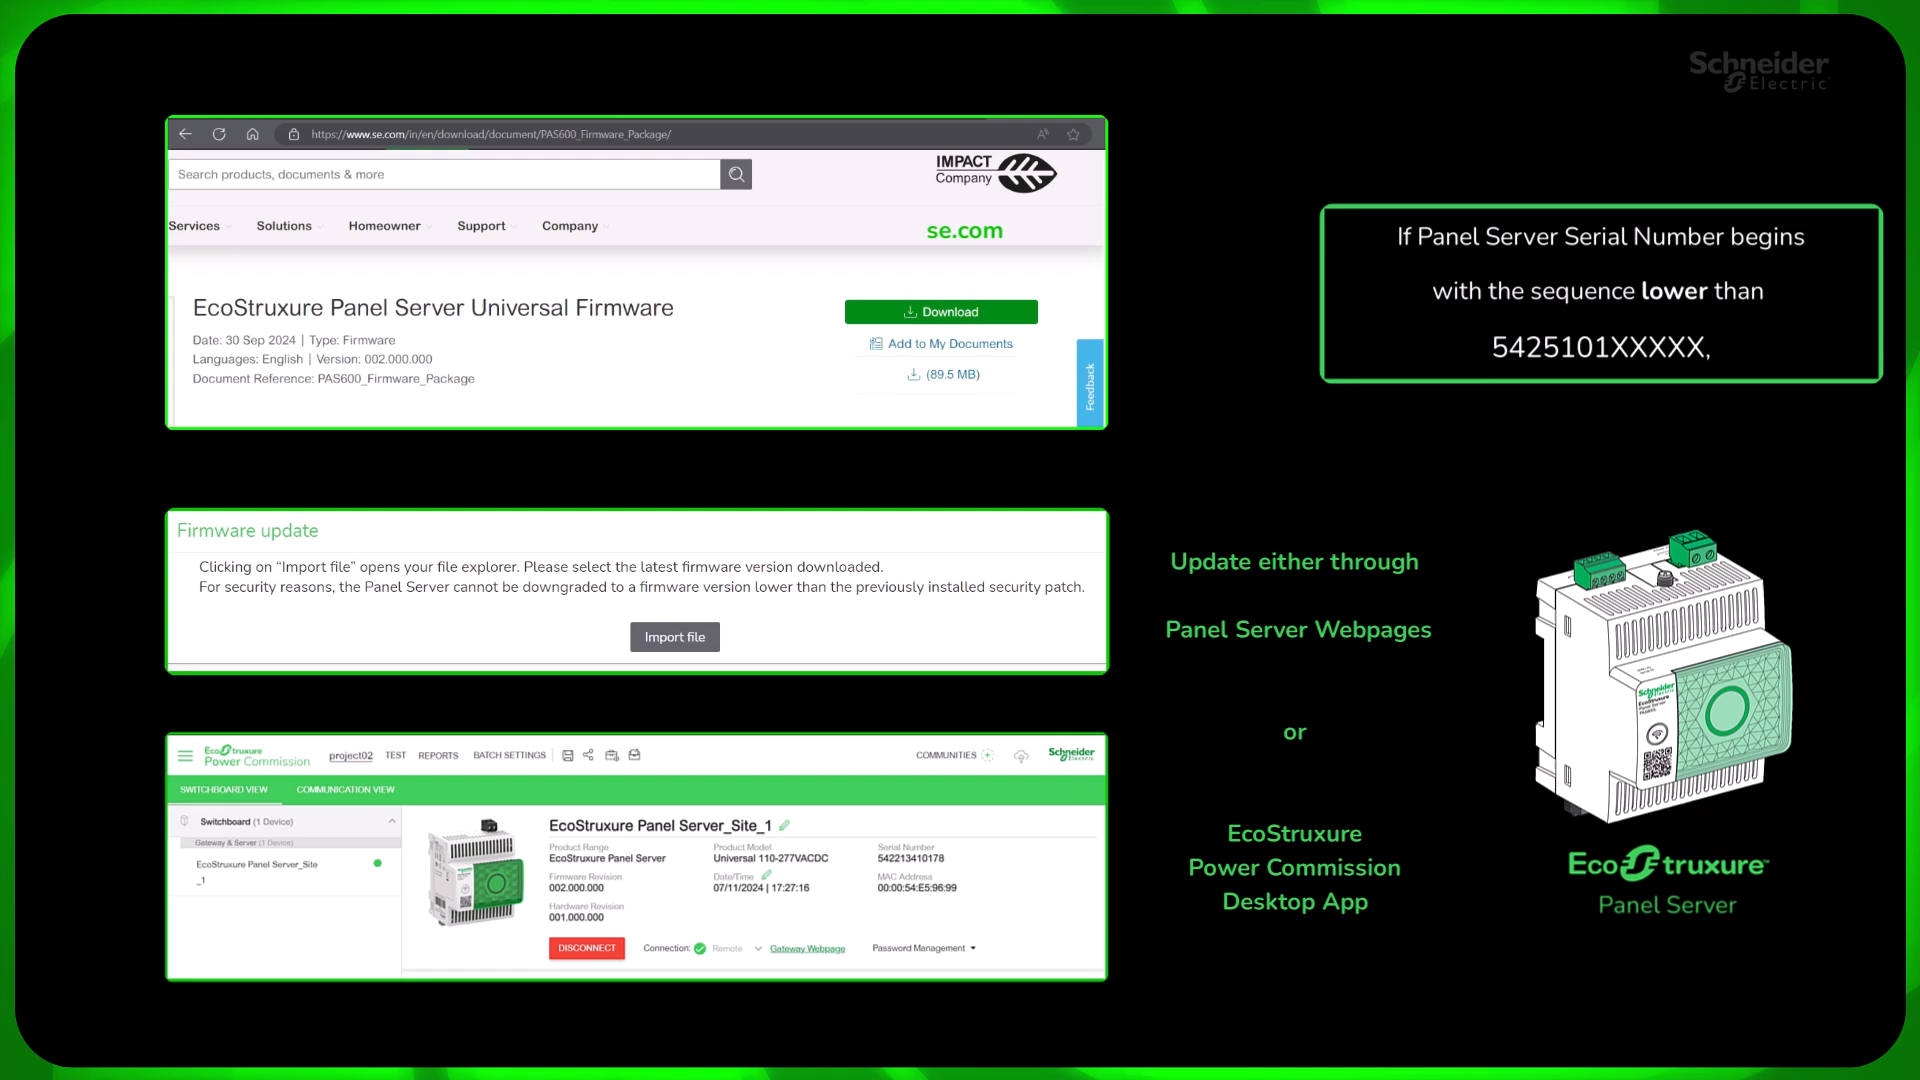 Schneider
Electric
https://www.se.com/in/en/download/document/PAS600_Firmware_Package/
Search products, documents & more
IMPACT
Company
Services
Solutions
Homeowner
Support
Company
se.com
EcoStruxure Panel Server Universal Firmware
Date: 30 Sep 2024 | Type: Firmware
Languages: English | Version: 002.000.000
Document Reference: PAS600_Firmware_Package
Download
Add to My Documents
(89.5 MB)
Feedback
If Panel Server Serial Number begins
with the sequence lower than
5425101XXXXX,
Firmware update
Clicking on “Import file” opens your file explorer. Please select the latest firmware version downloaded.
For security reasons, the Panel Server cannot be downgraded to a firmware version lower than the previously installed security patch.
Import file
Update either through
Panel Server Webpages
or
EcoStruxure
Power Commission
Desktop App
EcoStruxure
Power Commission
project02
TEST
REPORTS
BATCH SETTINGS
COMMUNITIES
Schneider
Electric
SWITCHBOARD VIEW
COMMUNICATION VIEW
Switchboard (1 Device)
Gateway & Server (1 Device)
EcoStruxure Panel Server_Site
_1
EcoStruxure Panel Server_Site_1
Product Range
EcoStruxure Panel Server
Product Model
Universal 110-277VACDC
Serial Number
542213410178
Firmware Revision
002.000.000
Date/Time
07/11/2024 | 17:27:16
MAC Address
00:00:54:E5:96:99
Hardware Revision
001.000.000
DISCONNECT
Connection:
Remote
Gateway Webpage
Password Management
Schneider
Electric
EcoStruxure
Panel Server
EcoStruxure™
Panel Server